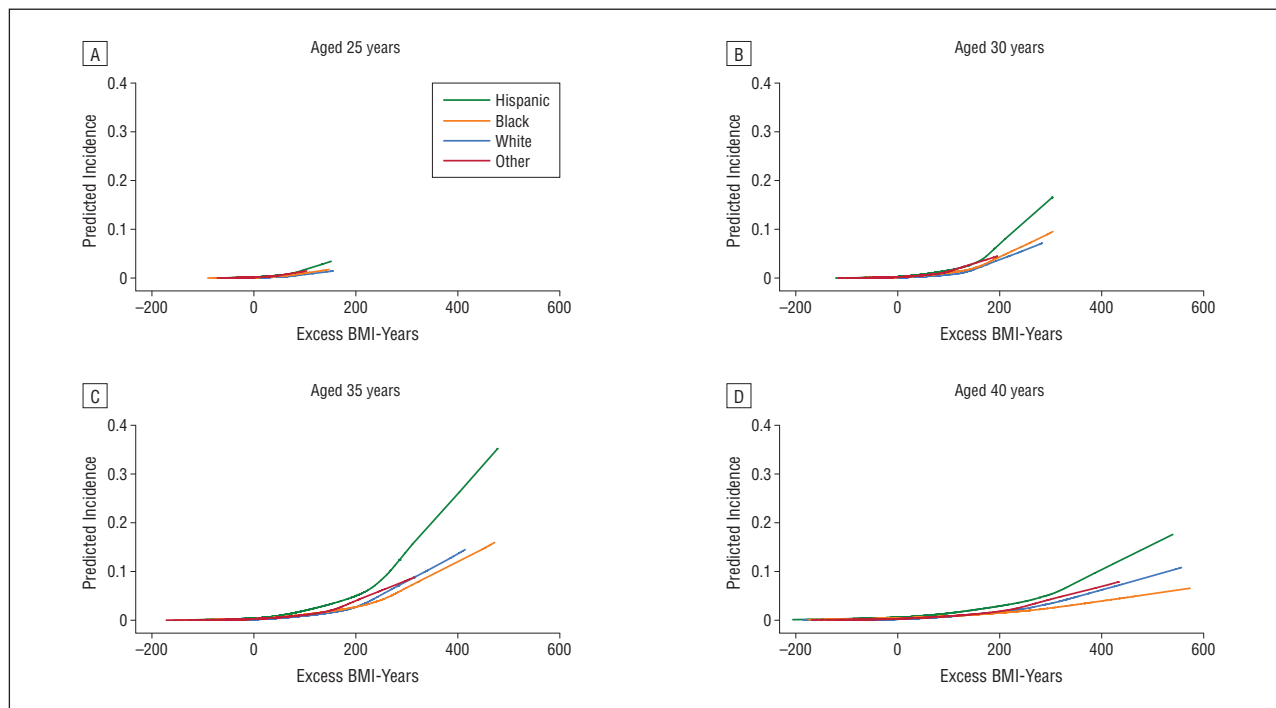 A
Aged 25 years
0.4
0.3
0.2
0.1
0
Predicted Incidence
Hispanic
Black
White
Other
–200 0 200 400 600
Excess BMI-Years
B
Aged 30 years
0.4
0.3
0.2
0.1
0
Predicted Incidence
–200 0 200 400 600
Excess BMI-Years
C
Aged 35 years
0.4
0.3
0.2
0.1
0
Predicted Incidence
–200 0 200 400 600
Excess BMI-Years
D
Aged 40 years
0.4
0.3
0.2
0.1
0
Predicted Incidence
–200 0 200 400 600
Excess BMI-Years